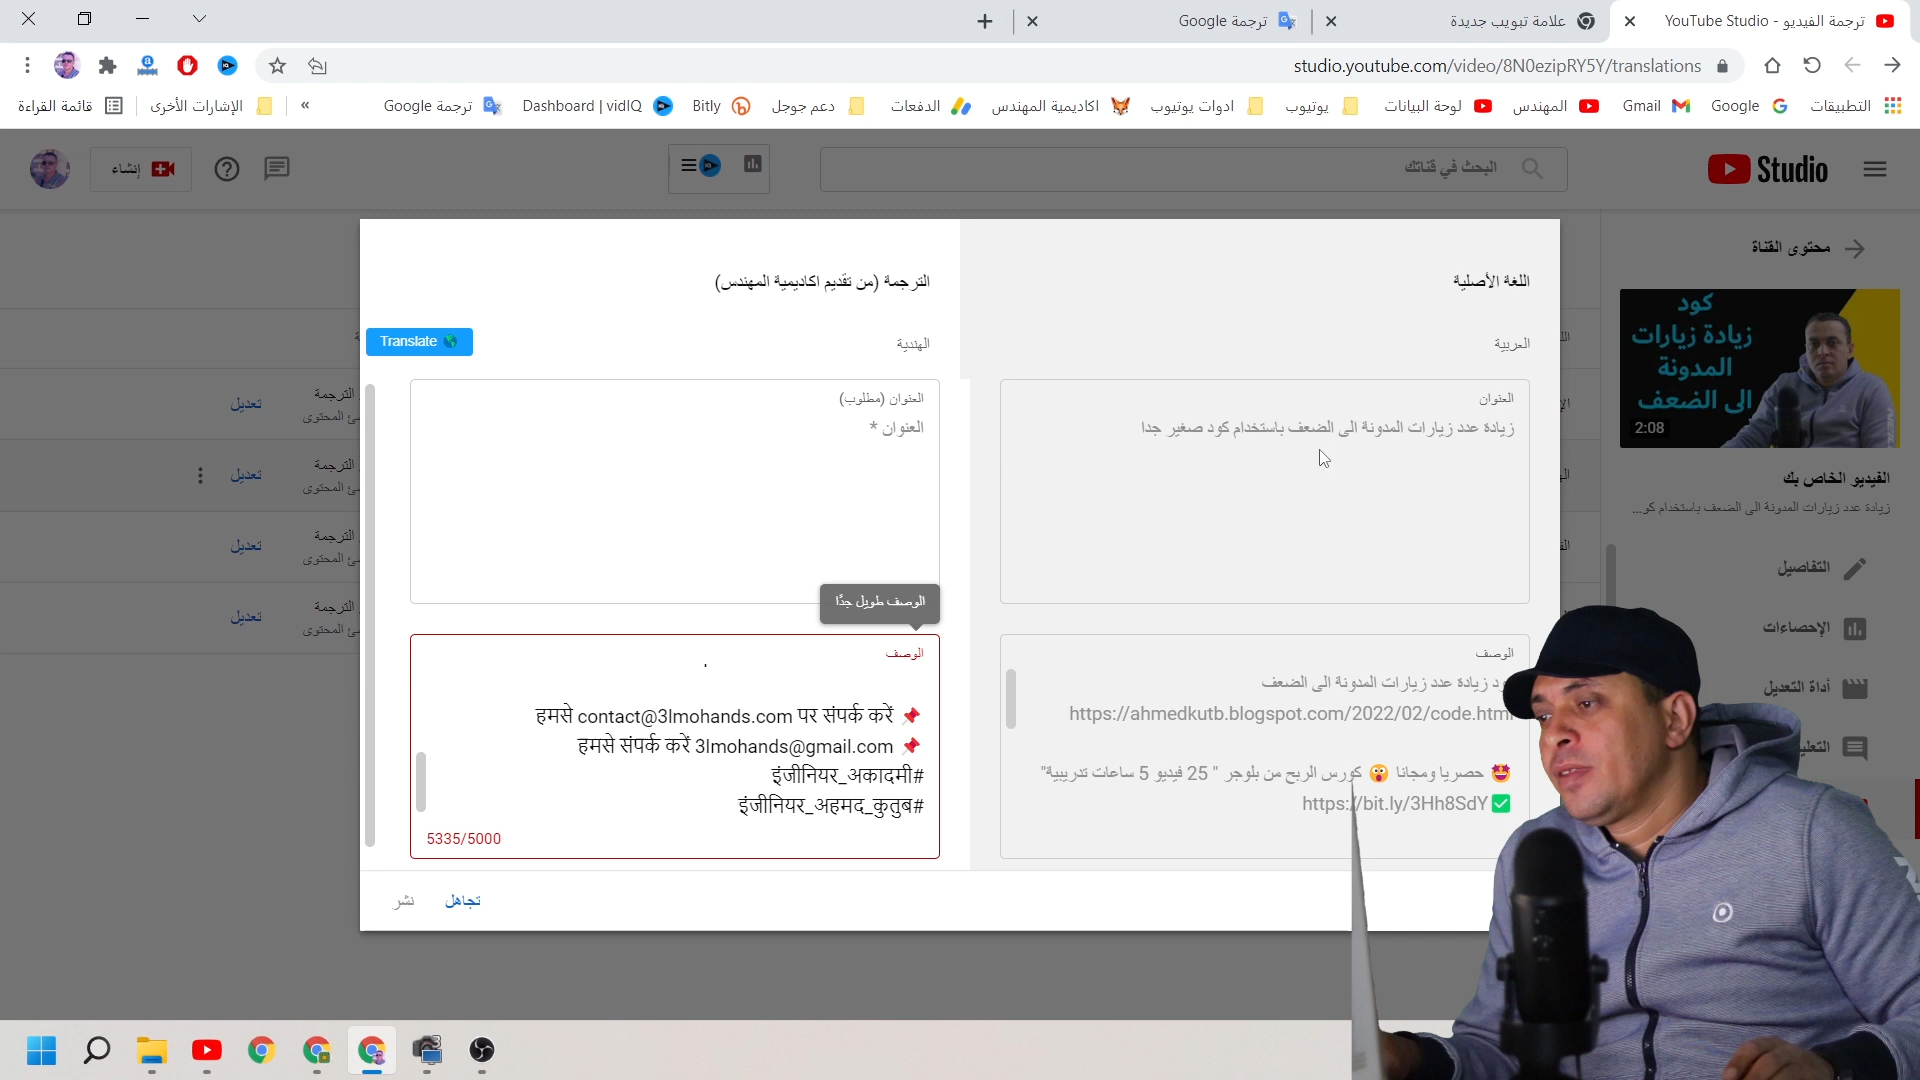 ترجمة الفيديو - YouTube Studio
علامة تبويب جديدة
ترجمة Google
studio.youtube.com/video/8N0ezipRY5Y/translations
التطبيقات
Google
Gmail
المهندس
لوحة البيانات
يوتيوب
ادوات يوتيوب
اكاديمية المهندس
الدفعات
دعم جوجل
Bitly
Dashboard | vidIQ
ترجمة Google
»
الإشارات الأخرى
قائمة القراءة
Studio
البحث في قناتك
إنشاء
محتوى القناة
كود
زيادة زيارات
المدونة
الى الضعف
2:08
الفيديو الخاص بك
زيادة عدد زيارات المدونة الى الضعف باستخدام كو...
التفاصيل
الإحصاءات
أداة التعديل
اللغة الأصلية
العربية
العنوان
زيادة عدد زيارات المدونة الى الضعف باستخدام كود صغير جدا
الوصف
زيادة عدد زيارات المدونة الى الضعف
https://ahmedkutb.blogspot.com/2022/02/code.html
🤩 حصريا ومجانا 😲 كورس الربح من بلوجر " 25 فيديو 5 ساعات تدريبية"
✅ https://bit.ly/3Hh8SdY
الترجمة (من تقديم اكاديمية المهندس)
الهندية
Translate
العنوان (مطلوب)
العنوان *
الوصف طويل جدًا
الوصف
📌 हमसे contact@3lmohands.com पर संपर्क करें
📌 हमसे संपर्क करें 3lmohands@gmail.com
#इंजीनियर_अकादमी
#इंजीनियर_अहमद_कुतुब
5335/5000
تجاهل
نشر
الترجمة
تعديل
الترجمة
تعديل
الترجمة
تعديل
الترجمة
تعديل